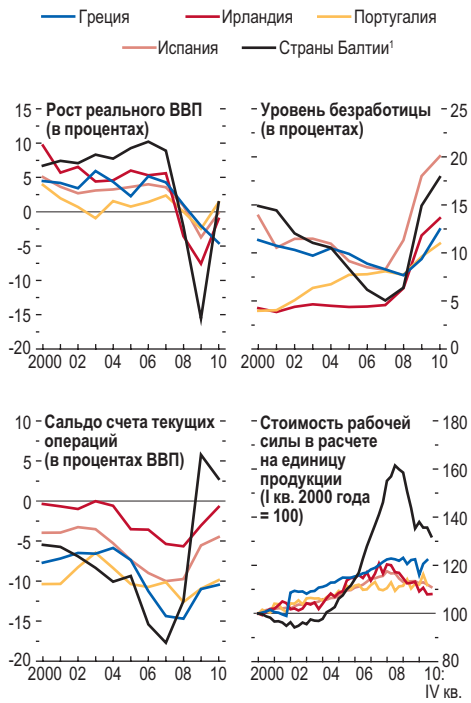 Греция Ирландия Португалия
Испания Страны Балтии¹
Рост реального ВВП
(в процентах)
15
10
5
0
-5
-10
-15
-20
2000 02 04 06 08 10
Уровень безработицы
(в процентах)
25
20
15
10
5
0
2000 02 04 06 08 10
Сальдо счета текущих
операций
(в процентах ВВП)
10
5
0
-5
-10
-15
-20
2000 02 04 06 08 10
Стоимость рабочей
силы в расчете
на единицу
продукции
(I кв. 2000 года
= 100)
180
160
140
120
100
80
2000 02 04 06 08 10:
IV кв.